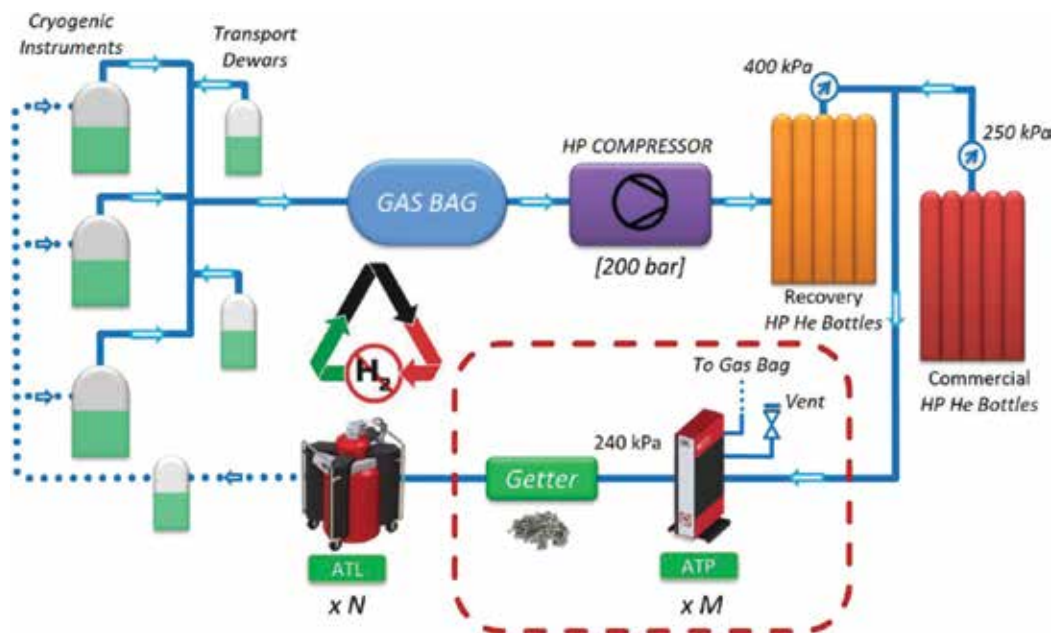 Cryogenic
Instruments
Transport
Dewars
400 kPa
250 kPa
HP COMPRESSOR
GAS BAG
[200 bar]
Recovery
HP He Bottles
Commercial
HP He Bottles
H2
To Gas Bag
Vent
240 kPa
Getter
ATL
ATP
x N
x M